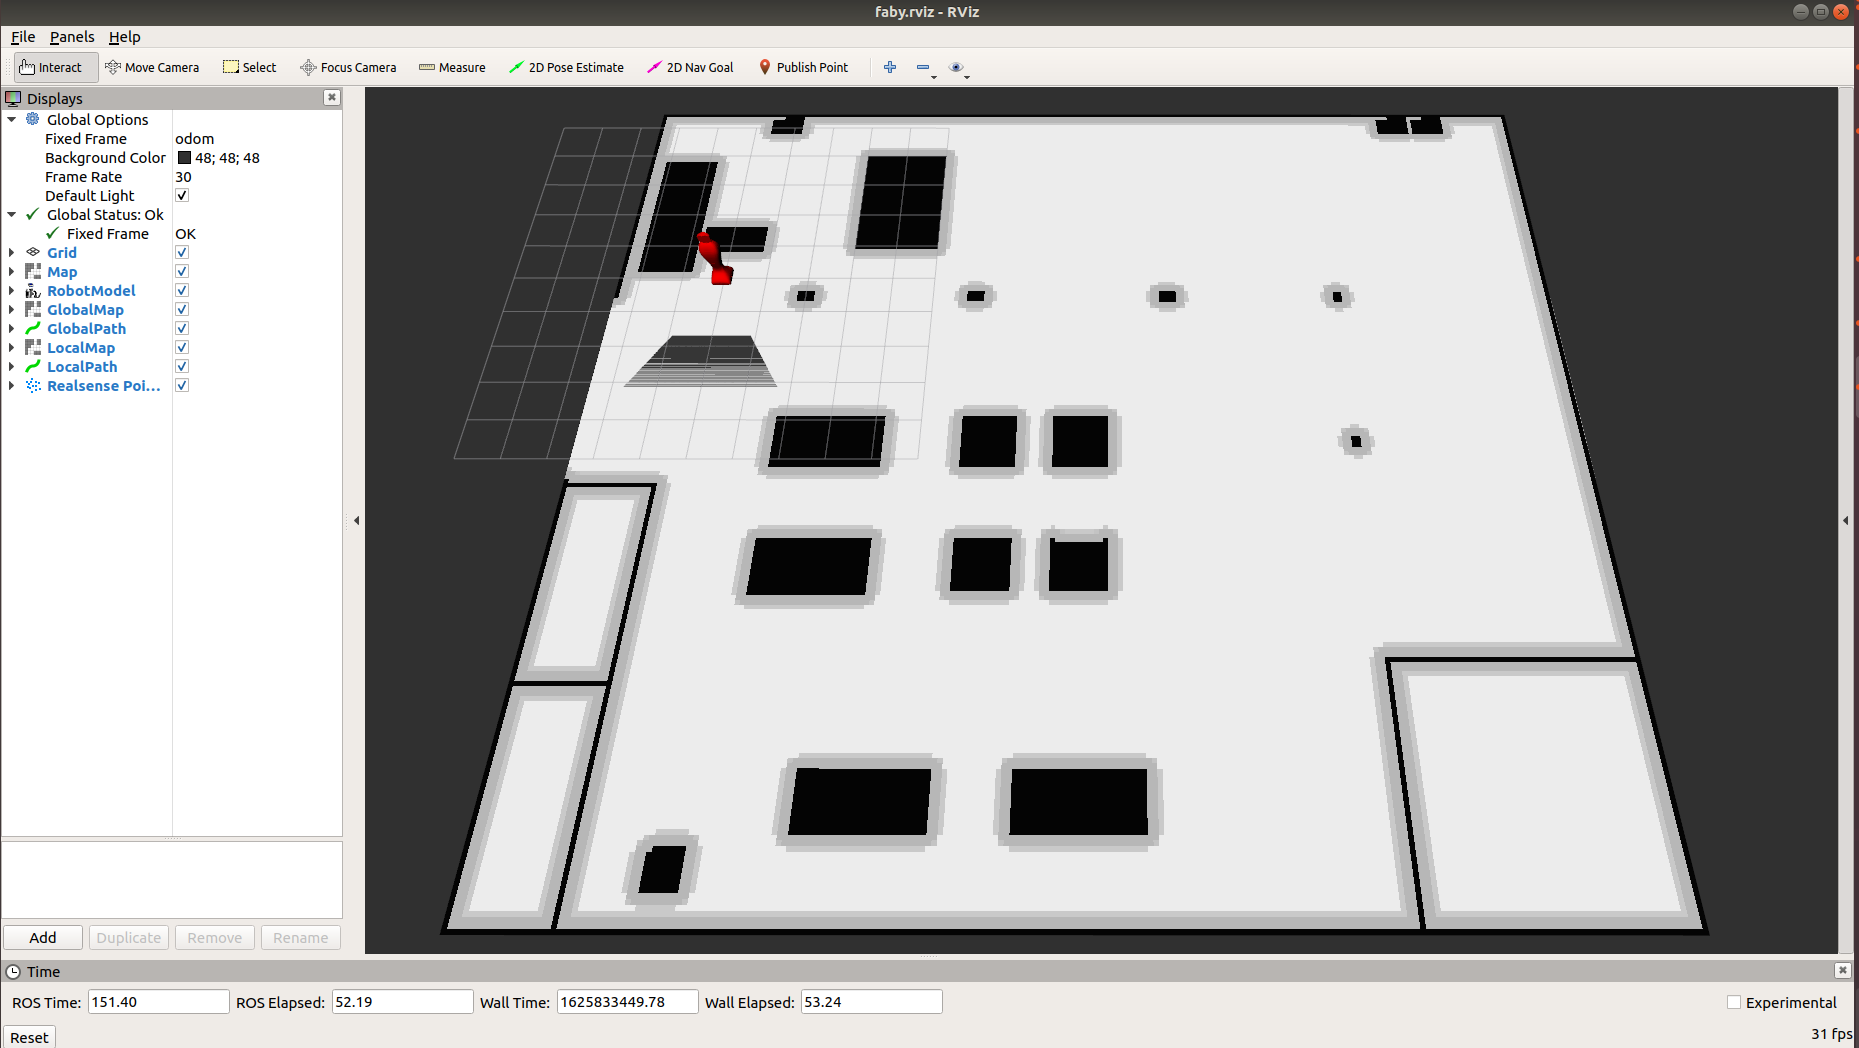 faby.rviz - RViz
File Panels Help
Interact Move Camera Select Focus Camera Measure 2D Pose Estimate 2D Nav Goal Publish Point
Displays
Global Options
Fixed Frame odom
Background Color 48; 48; 48
Frame Rate 30
Default Light
Global Status: Ok
Fixed Frame OK
Grid
Map
RobotModel
GlobalMap
GlobalPath
LocalMap
LocalPath
Realsense Poi...
Add Duplicate Remove Rename
Time
ROS Time: 151.40 ROS Elapsed: 52.19 Wall Time: 1625833449.78 Wall Elapsed: 53.24 Experimental
Reset 31 fps